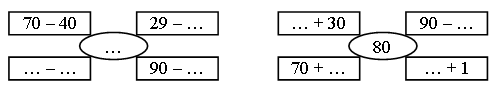 70 – 40 29 – … … + 30 90 – …
… 80
… – … 90 – … 70 + … … + 1